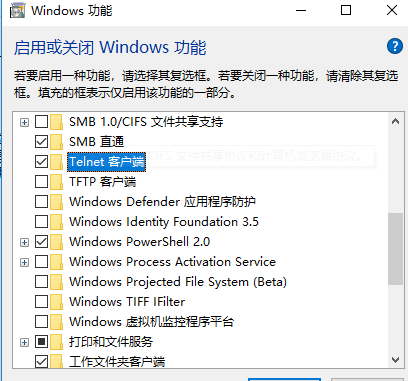 Windows 功能
启用或关闭 Windows 功能
若要启用一种功能，请选择其复选框。若要关闭一种功能，请清除其复选
框。填充的框表示仅启用该功能的一部分。
SMB 1.0/CIFS 文件共享支持
SMB 直通
Telnet 客户端
TFTP 客户端
Windows Defender 应用程序防护
Windows Identity Foundation 3.5
Windows PowerShell 2.0
Windows Process Activation Service
Windows Projected File System (Beta)
Windows TIFF IFilter
Windows 虚拟机监控程序平台
打印和文件服务
工作文件夹客户端